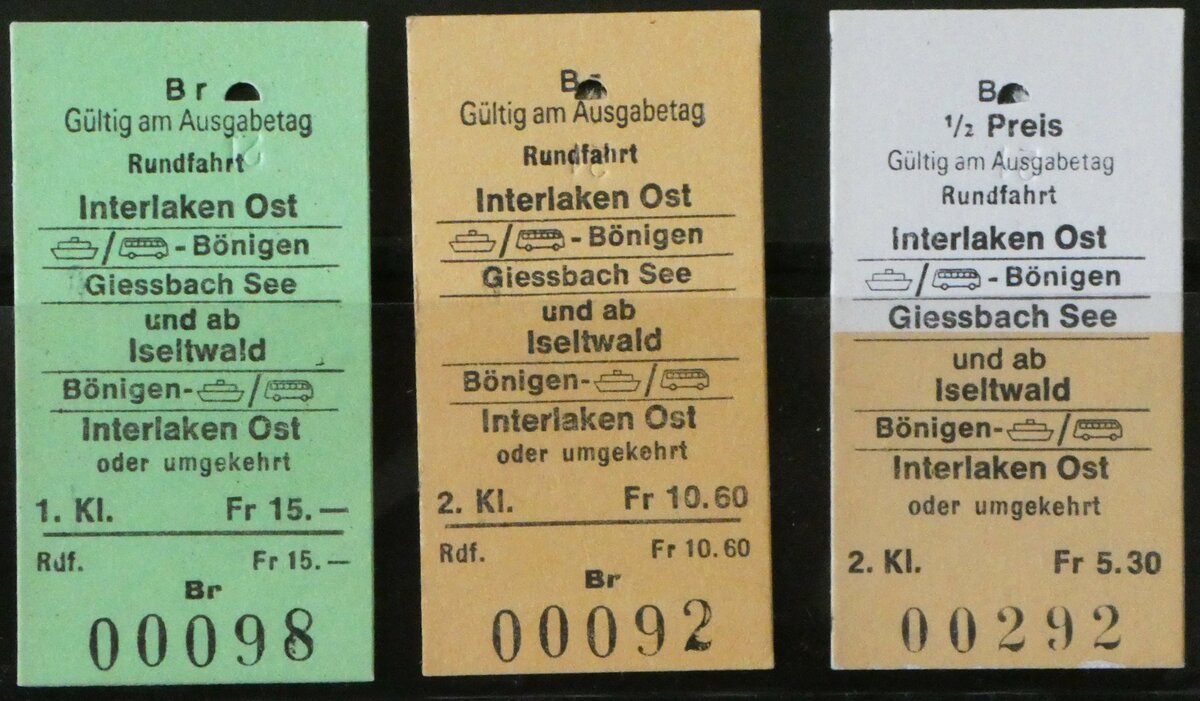 Br
Gültig am Ausgabetag
Rundfahrt
Interlaken Ost
/ - Bönigen
Giessbach See
und ab
Iseltwald
Bönigen- /
Interlaken Ost
oder umgekehrt
1. Kl. Fr 15.—
Rdf. Fr 15.—
Br
00098
Br
Gültig am Ausgabetag
Rundfahrt
Interlaken Ost
/ - Bönigen
Giessbach See
und ab
Iseltwald
Bönigen- /
Interlaken Ost
oder umgekehrt
2. Kl. Fr 10.60
Rdf. Fr 10.60
Br
00092
1/2 Preis
Gültig am Ausgabetag
Rundfahrt
Interlaken Ost
/ - Bönigen
Giessbach See
und ab
Iseltwald
Bönigen- /
Interlaken Ost
oder umgekehrt
2. Kl. Fr 5.30
00292